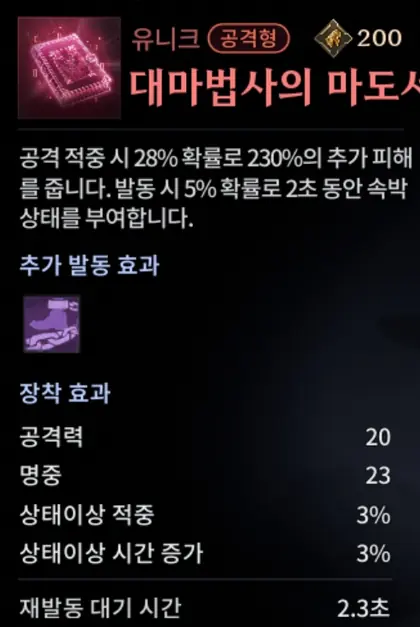 유니크 공격형 200
대마법사의 마도
공격 적중 시 28% 확률로 230%의 추가 피해
를 줍니다. 발동 시 5% 확률로 2초 동안 속박
상태를 부여합니다.
추가 발동 효과
장착 효과
공격력 20
명중 23
상태이상 적중 3%
상태이상 시간 증가 3%
재발동 대기 시간 2.3초